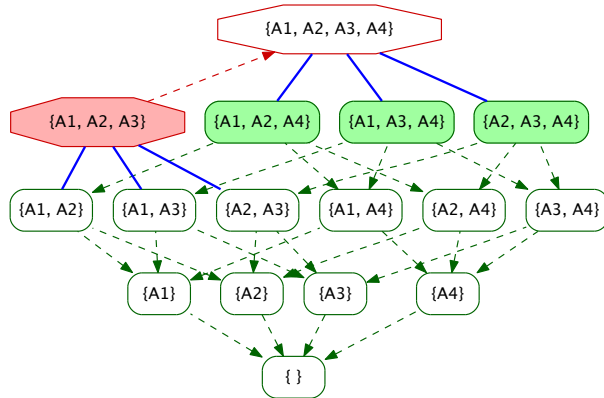 {A1, A2, A3, A4}
{A1, A2, A3}
{A1, A2, A4}
{A1, A3, A4}
{A2, A3, A4}
{A1, A2}
{A1, A3}
{A2, A3}
{A1, A4}
{A2, A4}
{A3, A4}
{A1}
{A2}
{A3}
{A4}
{ }